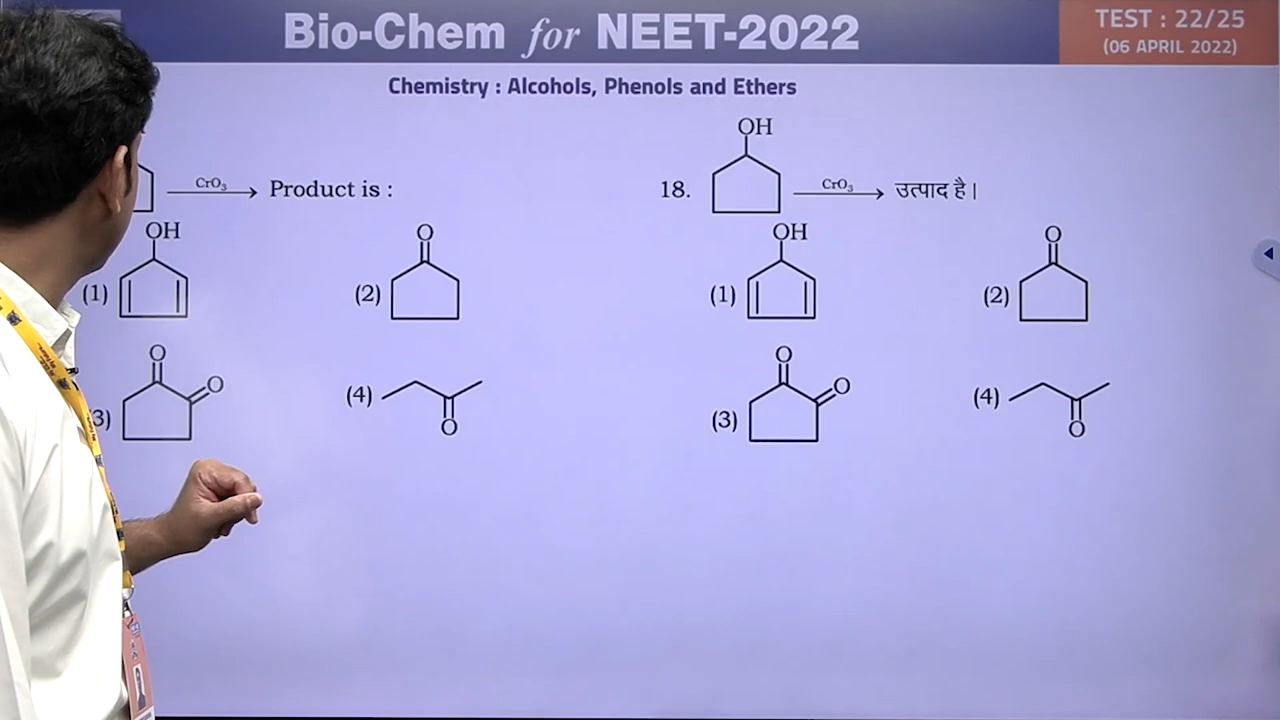 Bio-Chem for NEET-2022
TEST : 22/25
(06 APRIL 2022)
Chemistry : Alcohols, Phenols and Ethers
CrO₃
Product is :
(1)
OH
(2)
O
3)
O
O
(4)
O
18.
OH
CrO₃
उत्पाद है।
(1)
OH
(2)
O
(3)
O
O
(4)
O